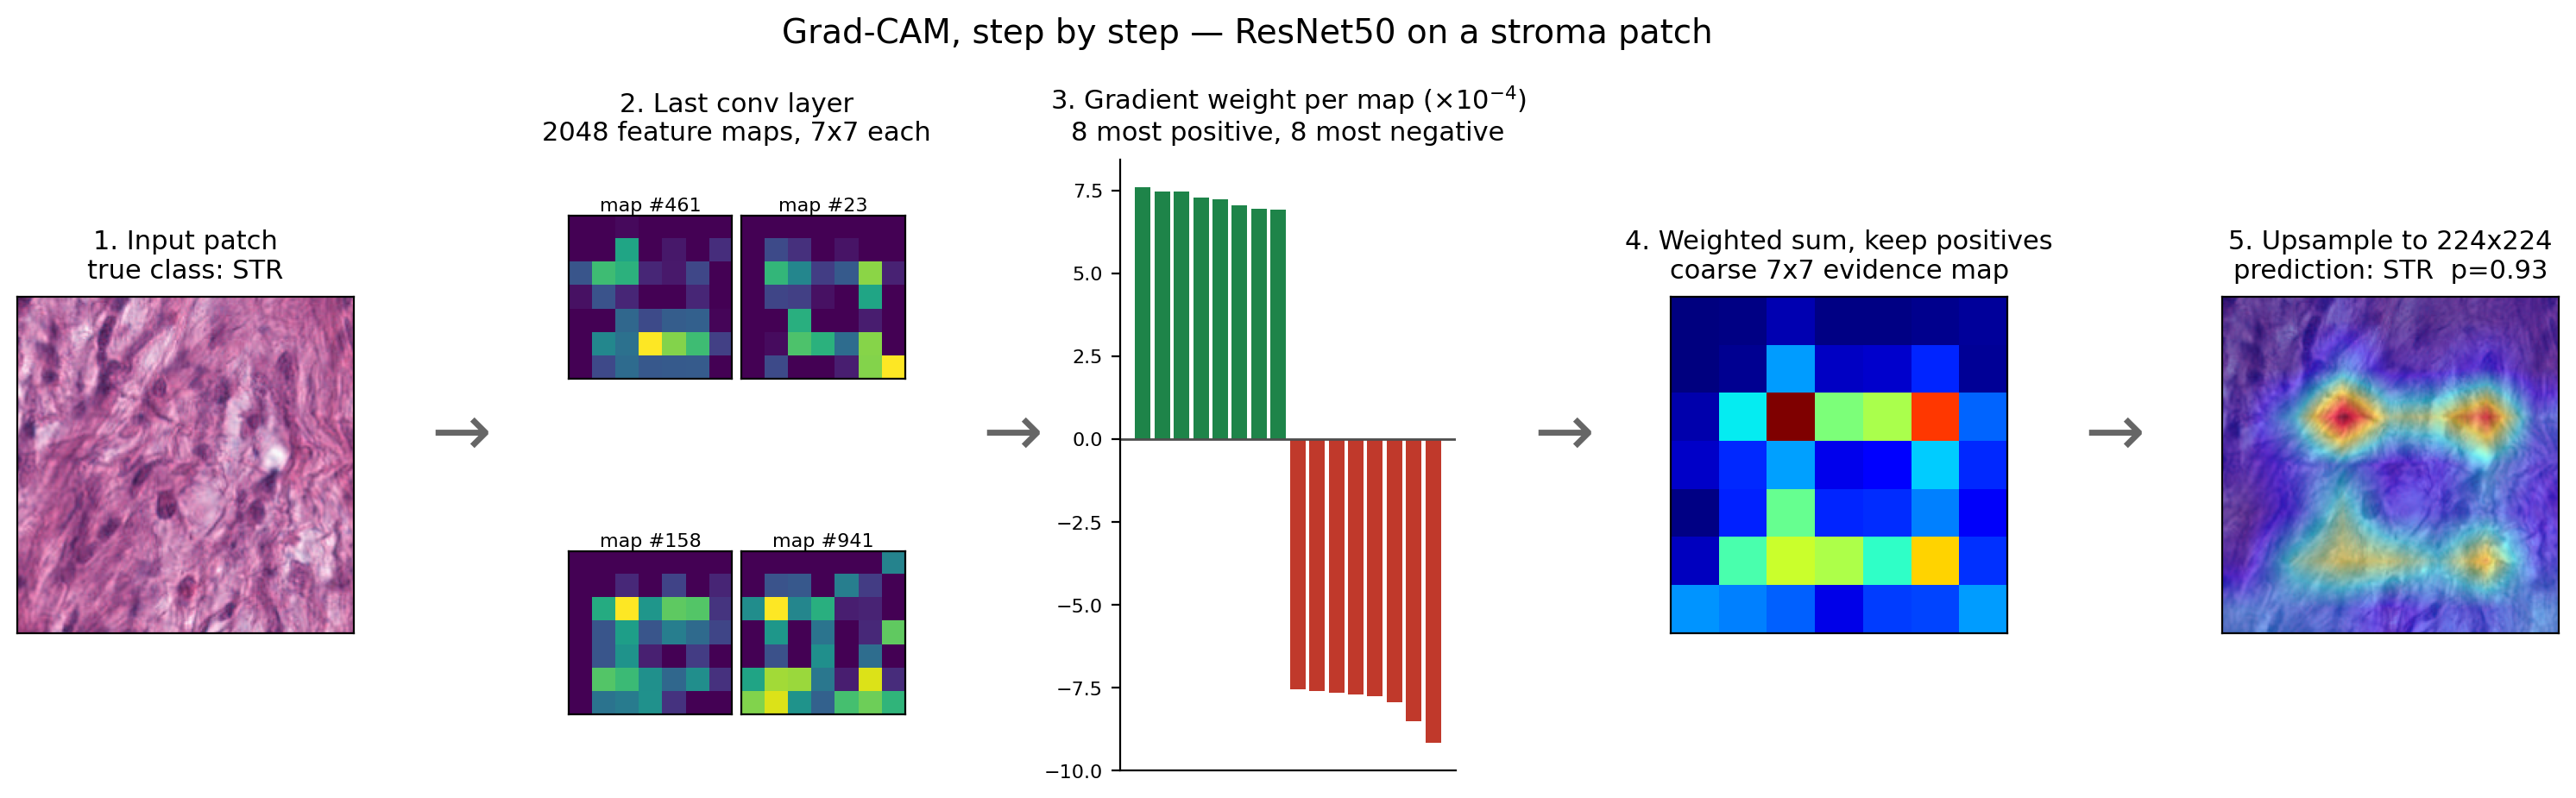 Grad-CAM, step by step — ResNet50 on a stroma patch
1. Input patch
true class: STR
2. Last conv layer
2048 feature maps, 7x7 each
map #461
map #23
map #158
map #941
3. Gradient weight per map (×10⁻⁴)
8 most positive, 8 most negative
7.5
5.0
2.5
0.0
−2.5
−5.0
−7.5
−10.0
4. Weighted sum, keep positives
coarse 7x7 evidence map
5. Upsample to 224x224
prediction: STR  p=0.93